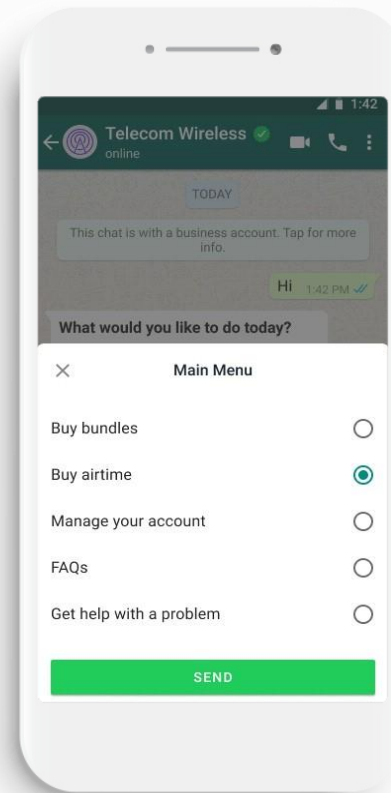 1:42
Telecom Wireless
online
TODAY
This chat is with a business account. Tap for more
info.
Hi 1:42 PM
What would you like to do today?
Main Menu
Buy bundles
Buy airtime
Manage your account
FAQs
Get help with a problem
SEND